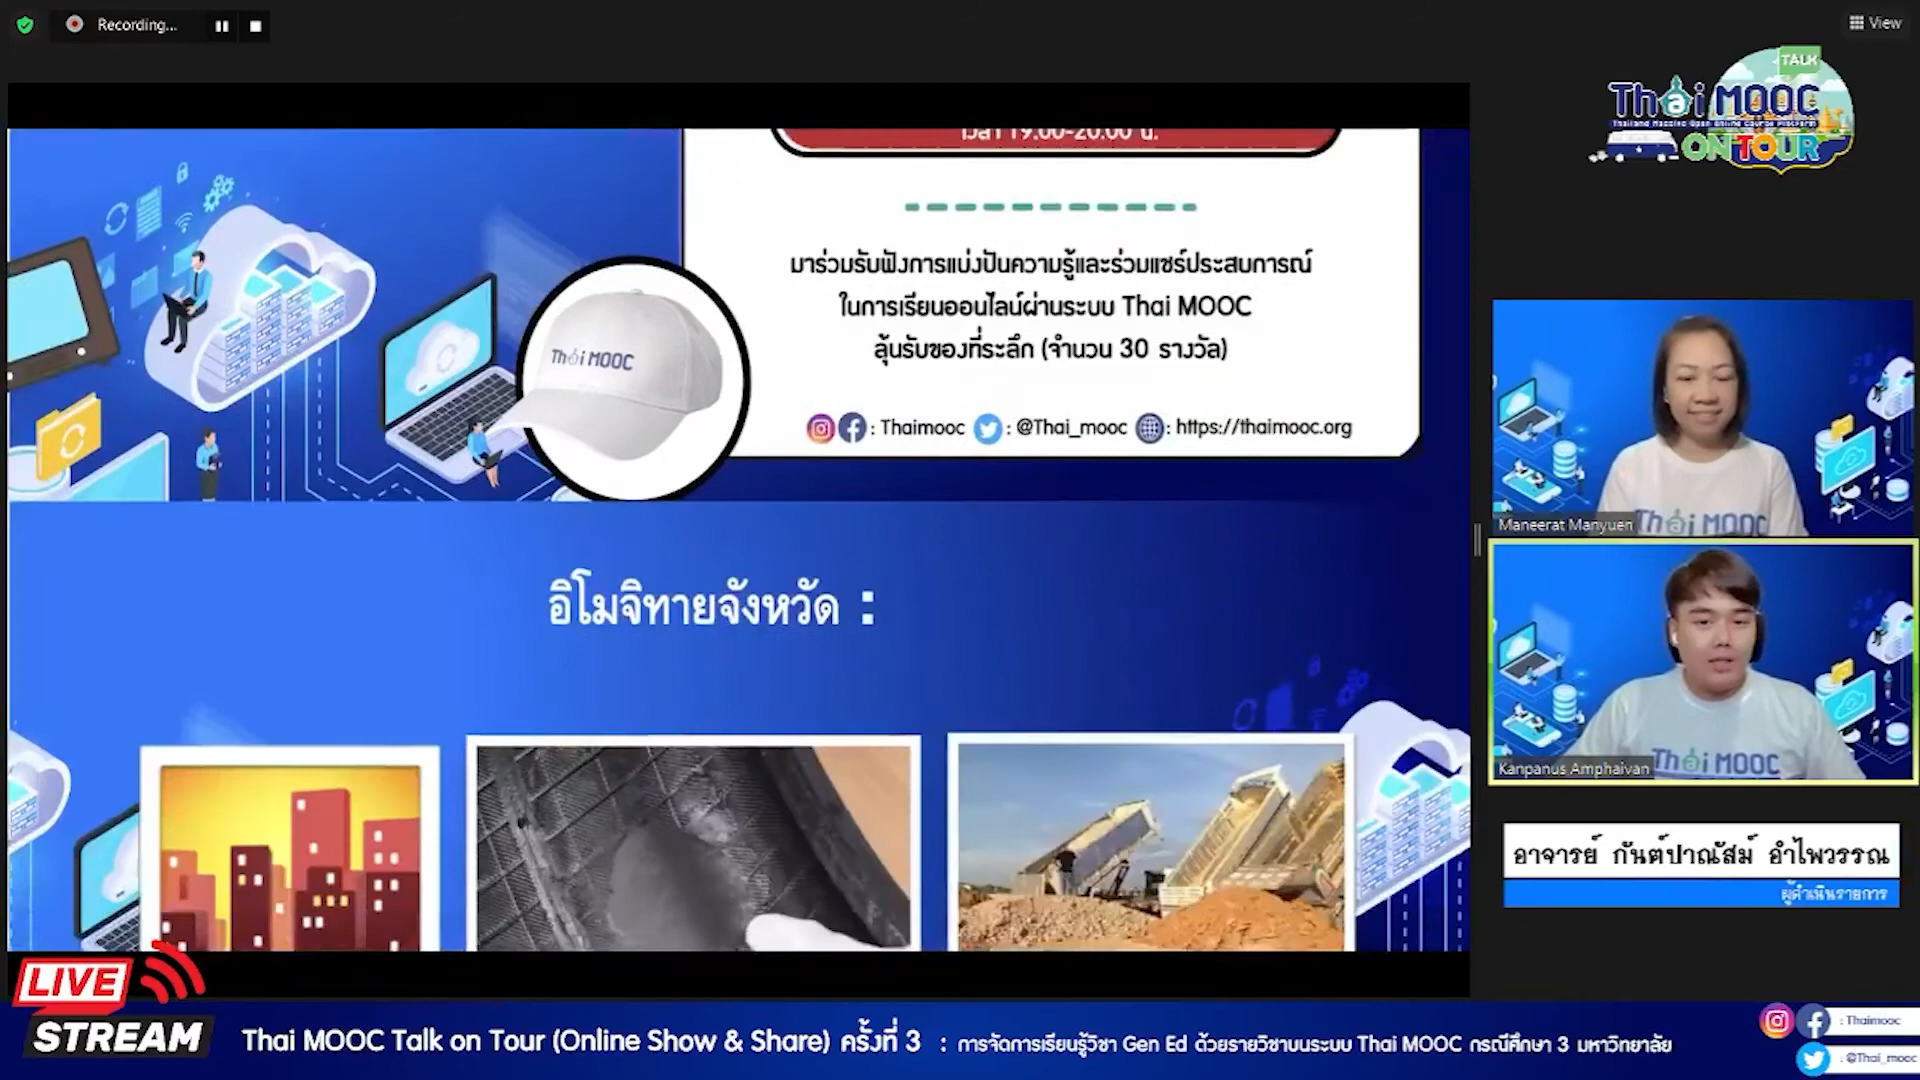 Recording...
View
TALK
Thai MOOC
Thailand Massive Open Online Course Platform
ON TOUR
เวลา 19.00-20.00 น.
มาร่วมรับฟังการแบ่งปันความรู้และร่วมแชร์ประสบการณ์
ในการเรียนออนไลน์ผ่านระบบ Thai MOOC
ลุ้นรับของที่ระลึก (จำนวน 30 รางวัล)
: Thaimooc : @Thai_mooc : https://thaimooc.org
Thai MOOC
อิโมจิทายจังหวัด :
Thai MOOC
Maneerat Manyuen
Thai MOOC
Kanpanus Amphaivan
อาจารย์ กันต์ปาณัสม์ อำไพวรรณ
ผู้ดำเนินรายการ
LIVE
STREAM
Thai MOOC Talk on Tour (Online Show & Share) ครั้งที่ 3 : การจัดการเรียนรู้วิชา Gen Ed ด้วยรายวิชาบนระบบ Thai MOOC กรณีศึกษา 3 มหาวิทยาลัย
: Thaimooc
: @Thai_mooc